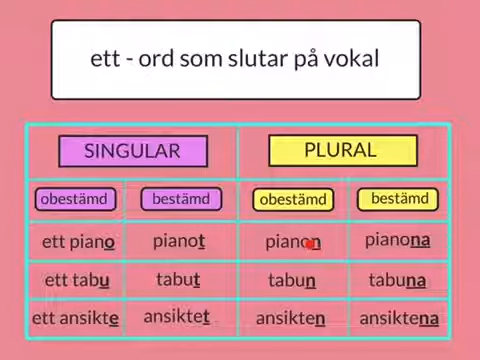 ett - ord som slutar på vokal
SINGULAR PLURAL
obestämd bestämd obestämd bestämd
ett piano pianot pianon pianona
ett tabu tabut tabun tabuna
ett ansikte ansiktet ansikten ansiktena